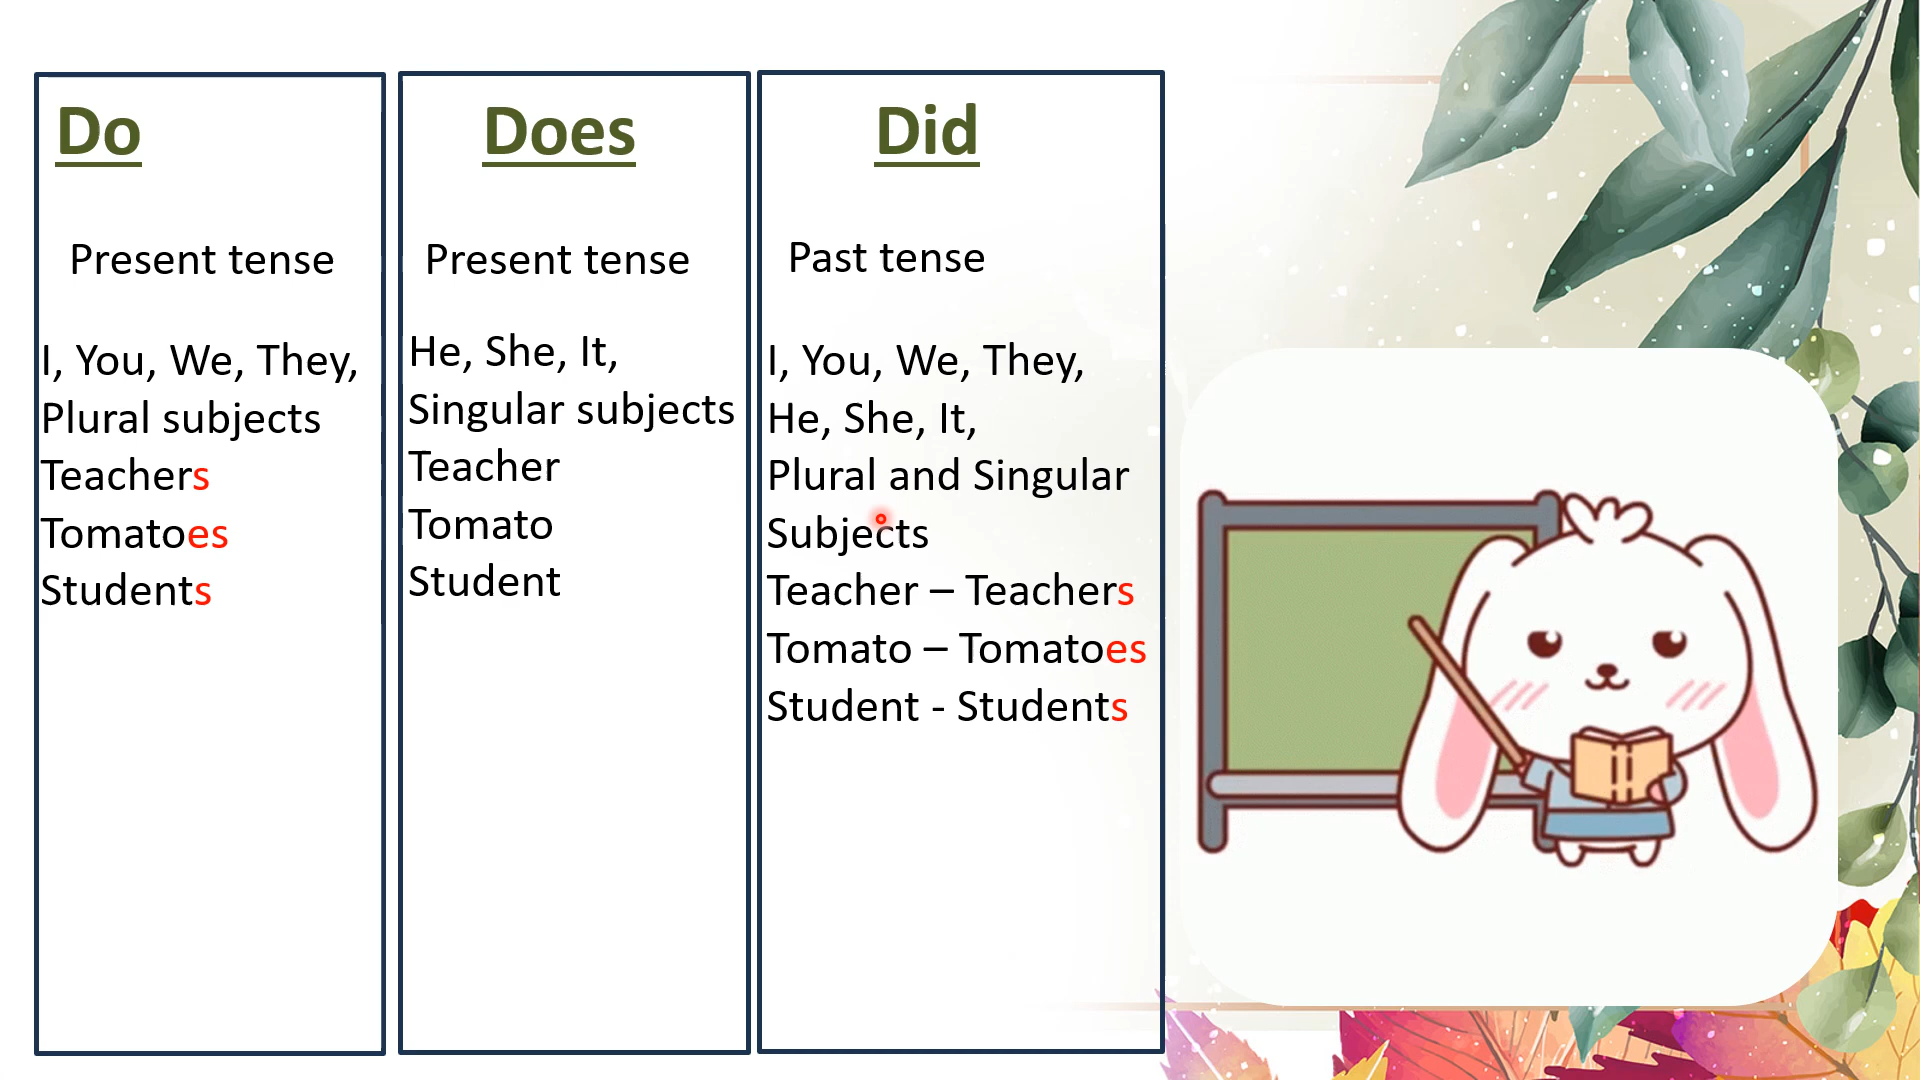 Do
Present tense
I, You, We, They,
Plural subjects
Teachers
Tomatoes
Students
Does
Present tense
He, She, It,
Singular subjects
Teacher
Tomato
Student
Did
Past tense
I, You, We, They,
He, She, It,
Plural and Singular
Subjects
Teacher – Teachers
Tomato – Tomatoes
Student - Students